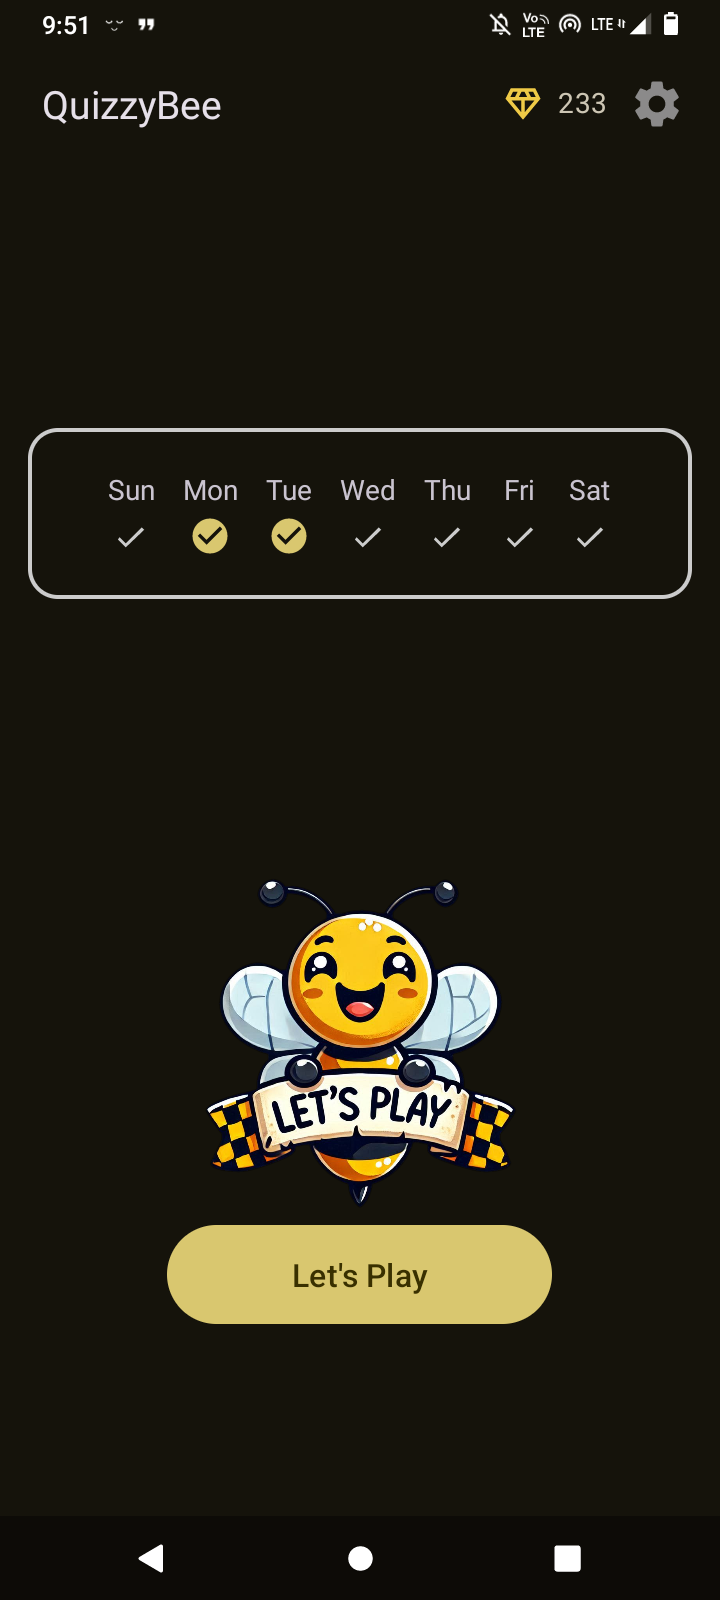 9:51
Vo LTE LTE
QuizzyBee 233
Sun Mon Tue Wed Thu Fri Sat
LET'S PLAY
Let's Play